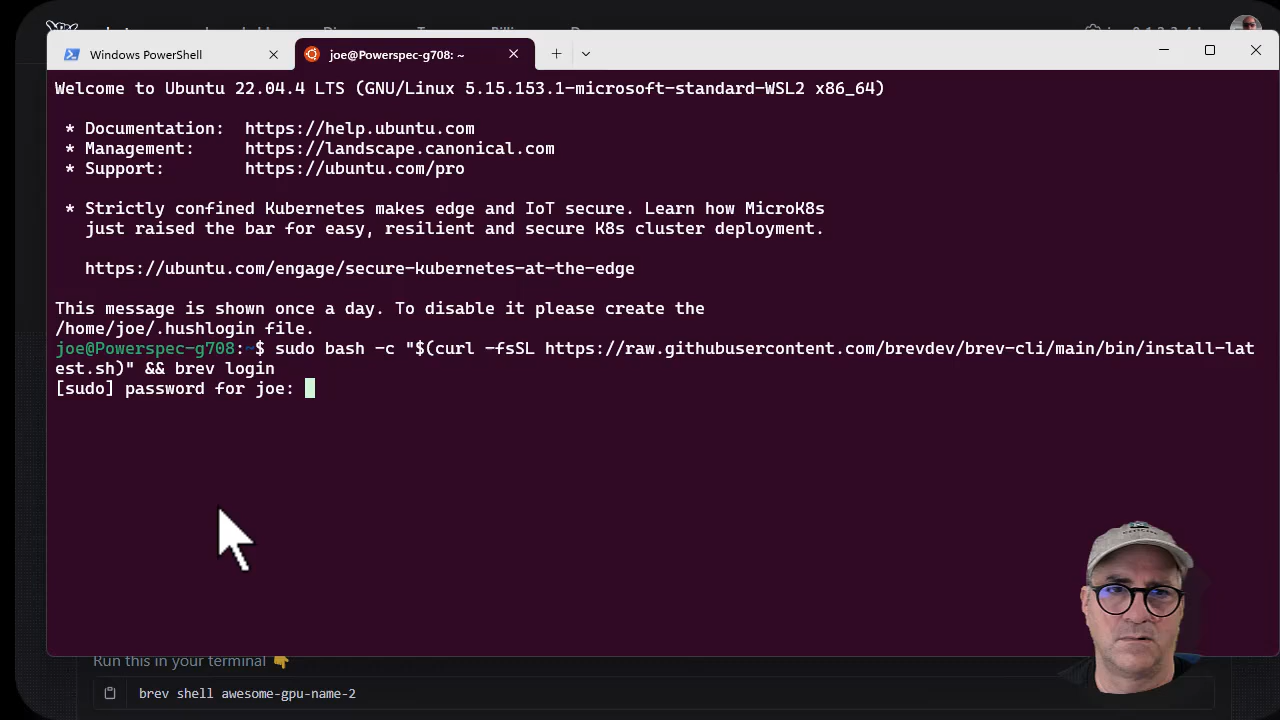 Windows PowerShell
joe@Powerspec-g708: ~
Welcome to Ubuntu 22.04.4 LTS (GNU/Linux 5.15.153.1-microsoft-standard-WSL2 x86_64)
* Documentation: https://help.ubuntu.com
* Management: https://landscape.canonical.com
* Support: https://ubuntu.com/pro
* Strictly confined Kubernetes makes edge and IoT secure. Learn how MicroK8s
just raised the bar for easy, resilient and secure K8s cluster deployment.
https://ubuntu.com/engage/secure-kubernetes-at-the-edge
This message is shown once a day. To disable it please create the
/home/joe/.hushlogin file.
joe@Powerspec-g708:~$ sudo bash -c "$(curl -fsSL https://raw.githubusercontent.com/brevdev/brev-cli/main/bin/install-lat
est.sh)" && brev login
[sudo] password for joe:
Run this in your terminal 👇
brev shell awesome-gpu-name-2